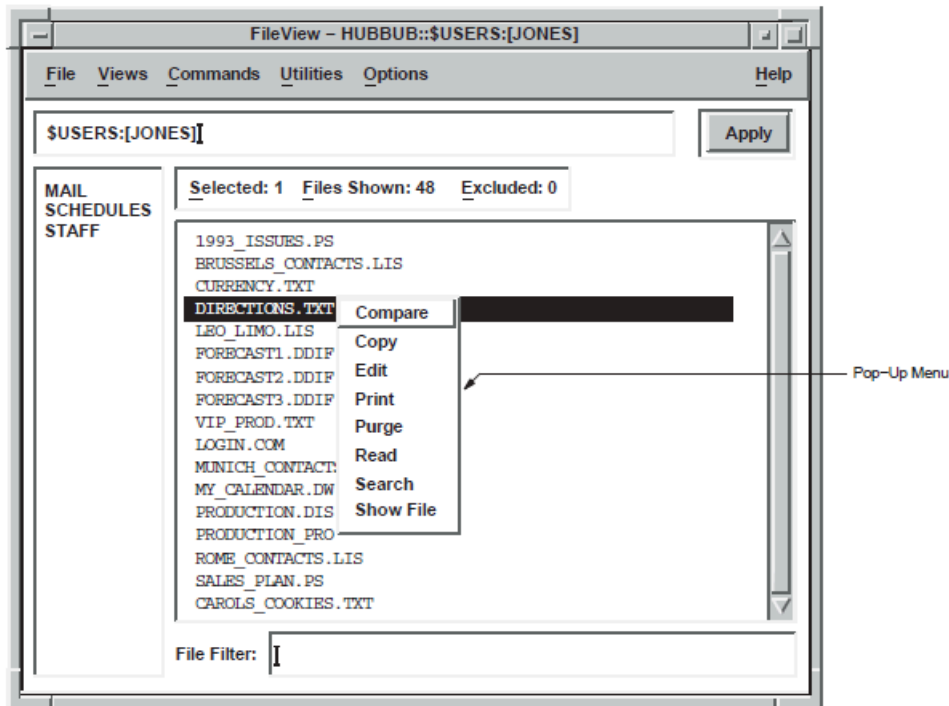 FileView – HUBBUB::$USERS:[JONES]
File Views Commands Utilities Options Help
$USERS:[JONES]
Apply
MAIL
SCHEDULES
STAFF
Selected: 1 Files Shown: 48 Excluded: 0
1993_ISSUES.PS
BRUSSELS_CONTACTS.LIS
CURRENCY.TXT
DIRECTIONS.TXT
LEO_LIMO.LIS
FORECAST1.DDIF
FORECAST2.DDIF
FORECAST3.DDIF
VIP_PROD.TXT
LOGIN.COM
MUNICH_CONTACTS
MY_CALENDAR.DW
PRODUCTION.DIS
PRODUCTION_PRO
ROME_CONTACTS.LIS
SALES_PLAN.PS
CAROLS_COOKIES.TXT
Compare
Copy
Edit
Print
Purge
Read
Search
Show File
Pop–Up Menu
File Filter: